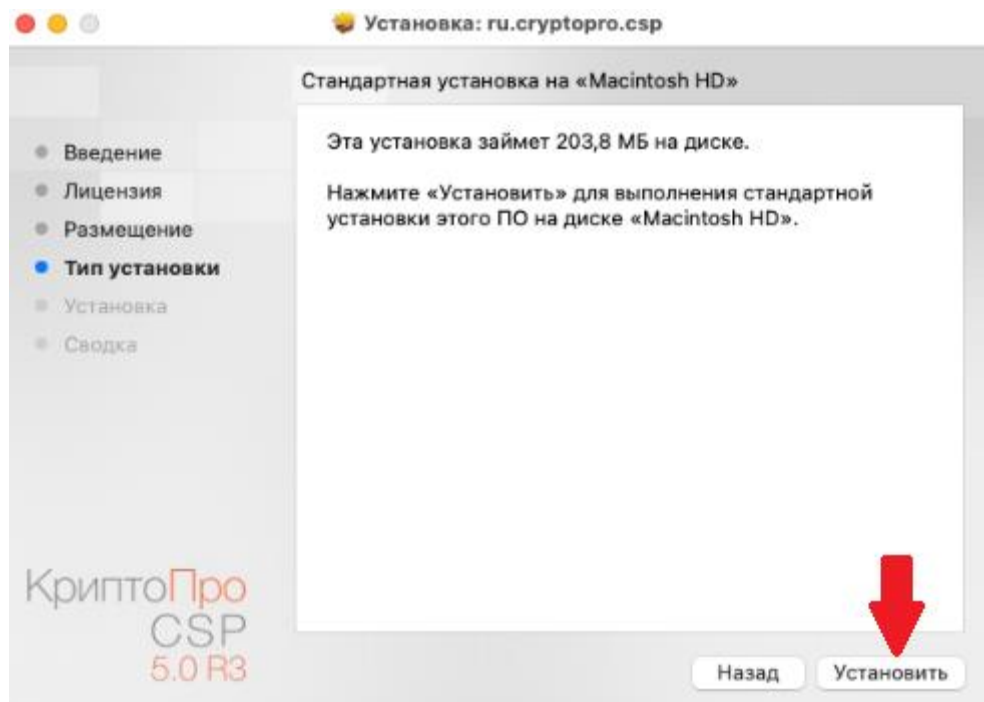 Установка: ru.cryptopro.csp
Стандартная установка на «Macintosh HD»
Введение
Лицензия
Размещение
Тип установки
Установка
Сводка
Эта установка займет 203,8 МБ на диске.
Нажмите «Установить» для выполнения стандартной
установки этого ПО на диске «Macintosh HD».
КриптоПро
CSP
5.0 R3
Назад
Установить